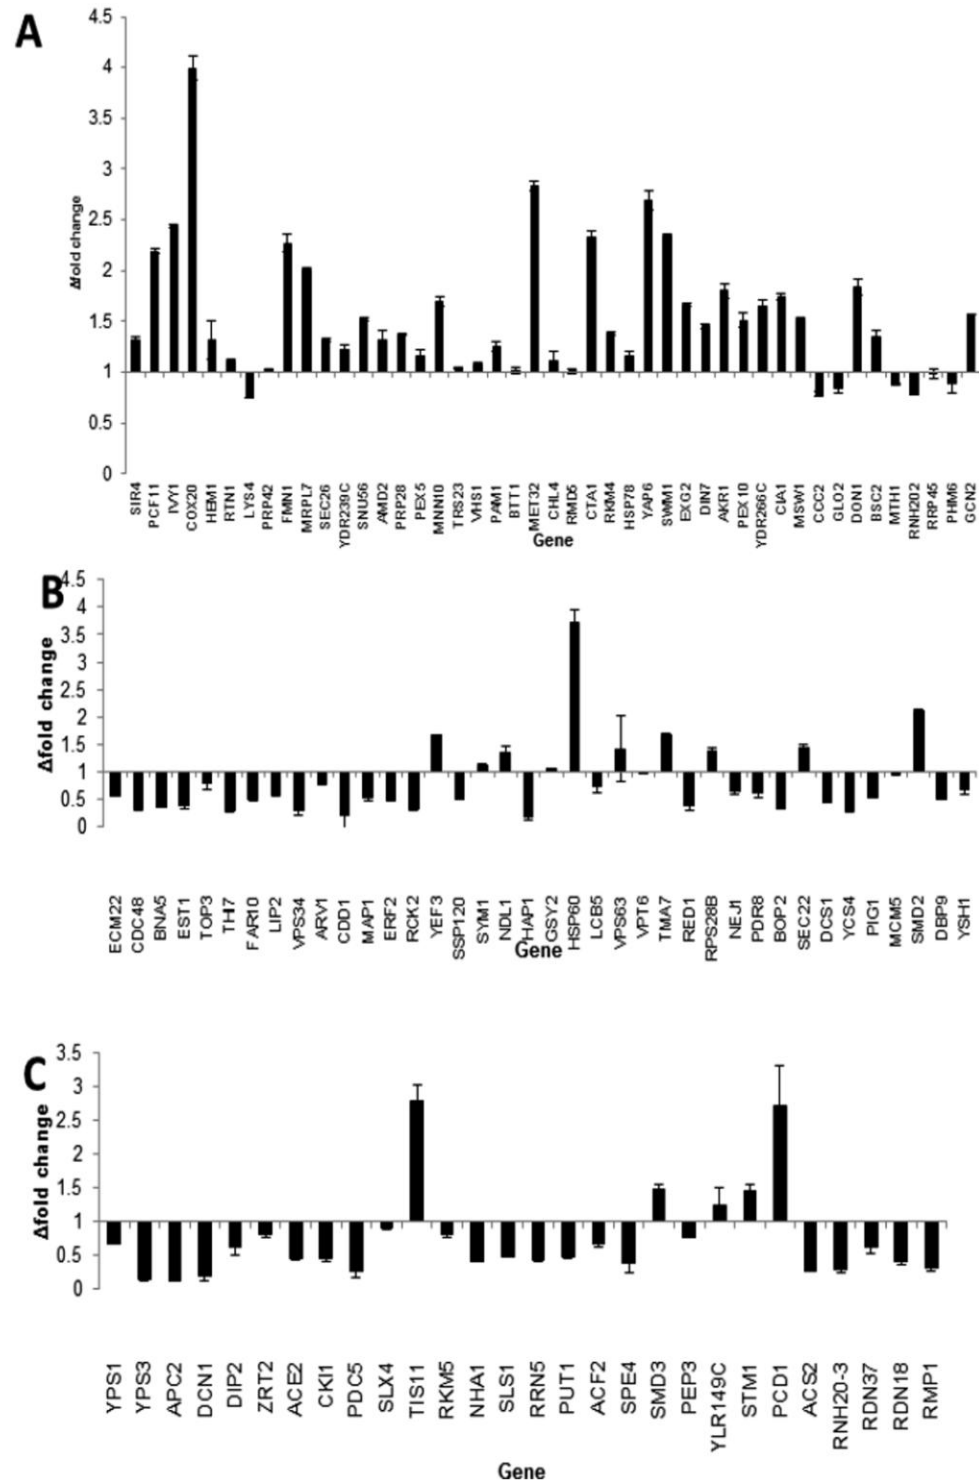 A
4.5
4
3.5
3
2.5
2
1.5
1
0.5
0
Δfold change
SIR4 PCF11 IVY1 COX20 HEM1 RTN1 LYS4 PRP42 FMN1 MRPL7 SEC26 YDR239C SNU56 AMD2 PRP28 PEX5 MNN10 TRS23 VHS1 PAM1 BTT1 MET32 CHL4 RMD5 CTA1 RKM4 HSP78 YAP6 SWM1 EXG2 DIN7 AKR1 PEX10 YDR266C CIA1 MSW1 CCC2 GLO2 DON1 BSC2 MTH1 RNH202 RRP45 PHM6 GCN2
Gene
B
4.5
4
3.5
3
2.5
2
1.5
1
0.5
0
Δfold change
ECM22 CDC48 BNA5 EST1 TOP3 TH7 FAR10 LIP2 VPS34 ARV1 CDD1 MAP1 ERF2 RCK2 YEF3 SSP120 SYM1 NDL1 HAP1 GSY2 HSP60 LCB5 VPS63 VPT6 TMA7 RED1 RPS28B NEJ1 PDR8 BOP2 SEC22 DCS1 YCS4 PIG1 MCM5 SMD2 DBP9 YSH1
Gene
C
3.5
3
2.5
2
1.5
1
0.5
0
Δfold change
YPS1 YPS3 APC2 DCN1 DIP2 ZRT2 ACE2 CKI1 PDC5 SLX4 TIS11 RKM5 NHA1 SLS1 RRN5 PUT1 ACF2 SPE4 SMD3 PEP3 YLR149C STM1 PCD1 ACS2 RNH20-3 RDN37 RDN18 RMP1
Gene